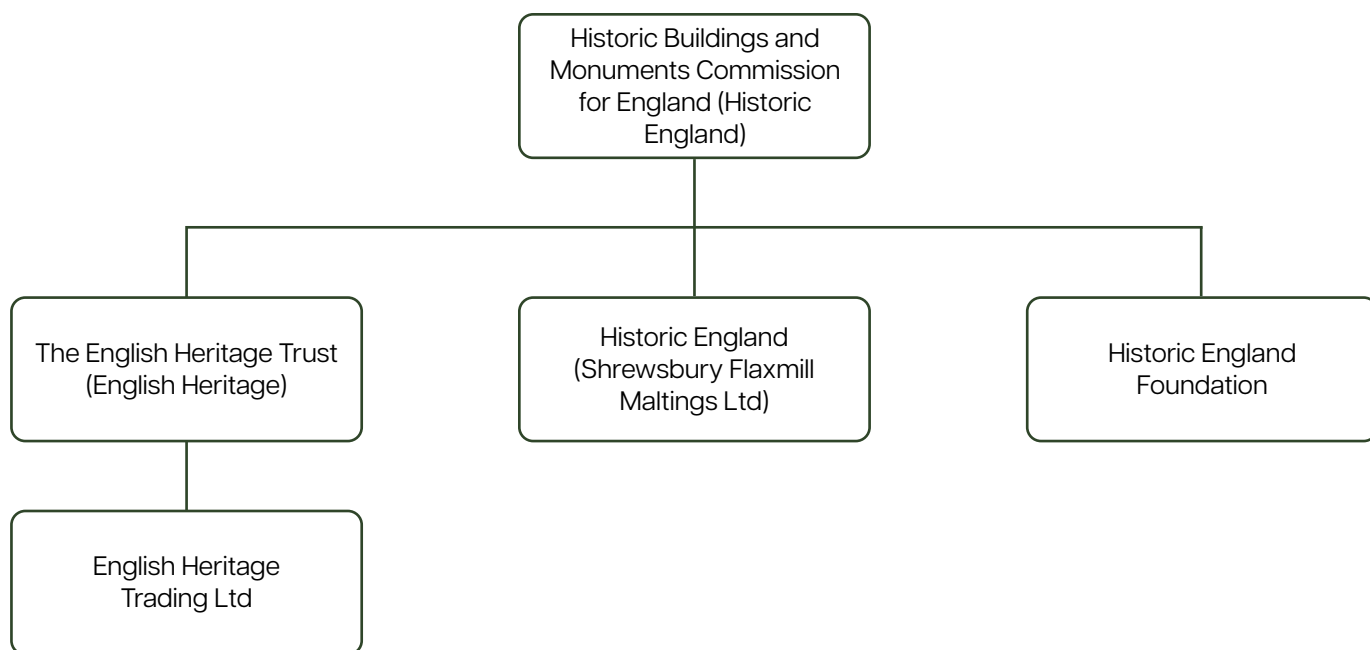 Historic Buildings and
Monuments Commission
for England (Historic
England)
The English Heritage Trust
(English Heritage)
Historic England
(Shrewsbury Flaxmill
Maltings Ltd)
Historic England
Foundation
English Heritage
Trading Ltd